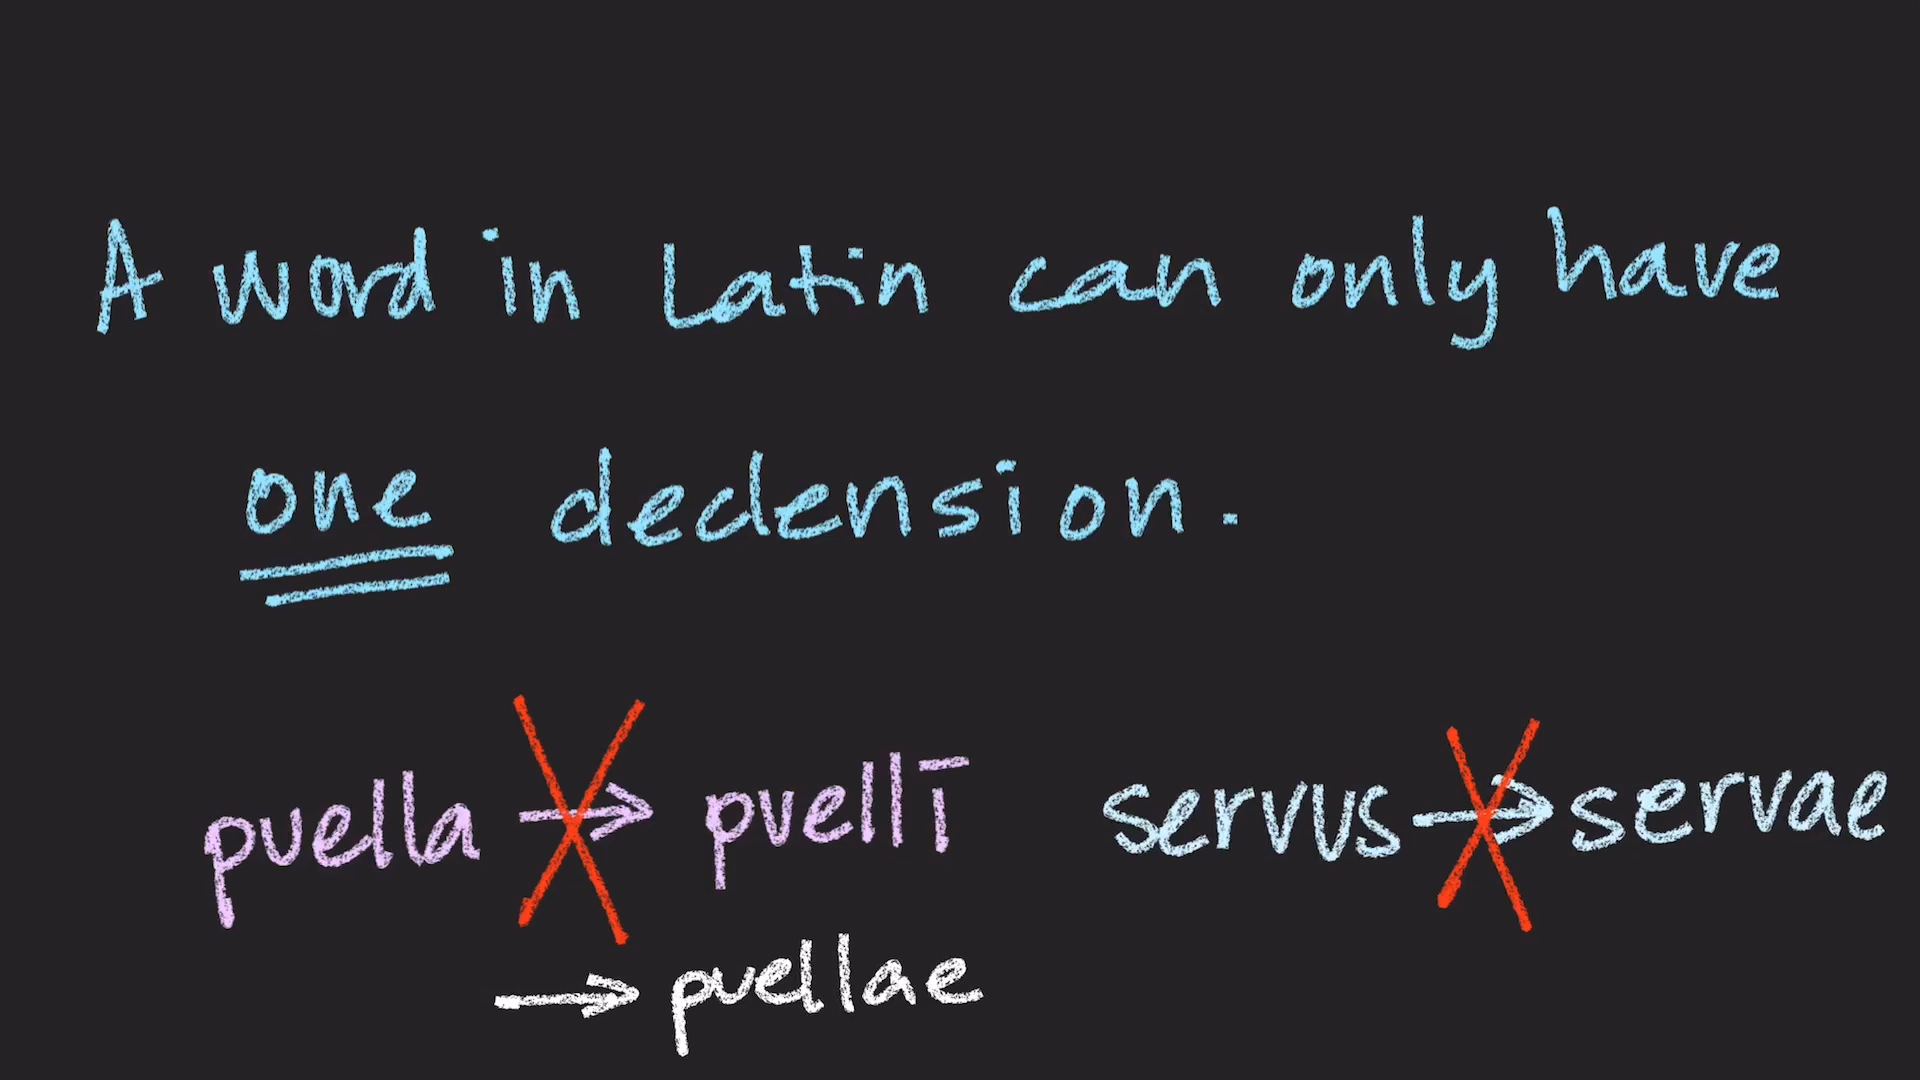 A word in Latin can only have
one declension.
puella → puellī servus → servae
→ puellae